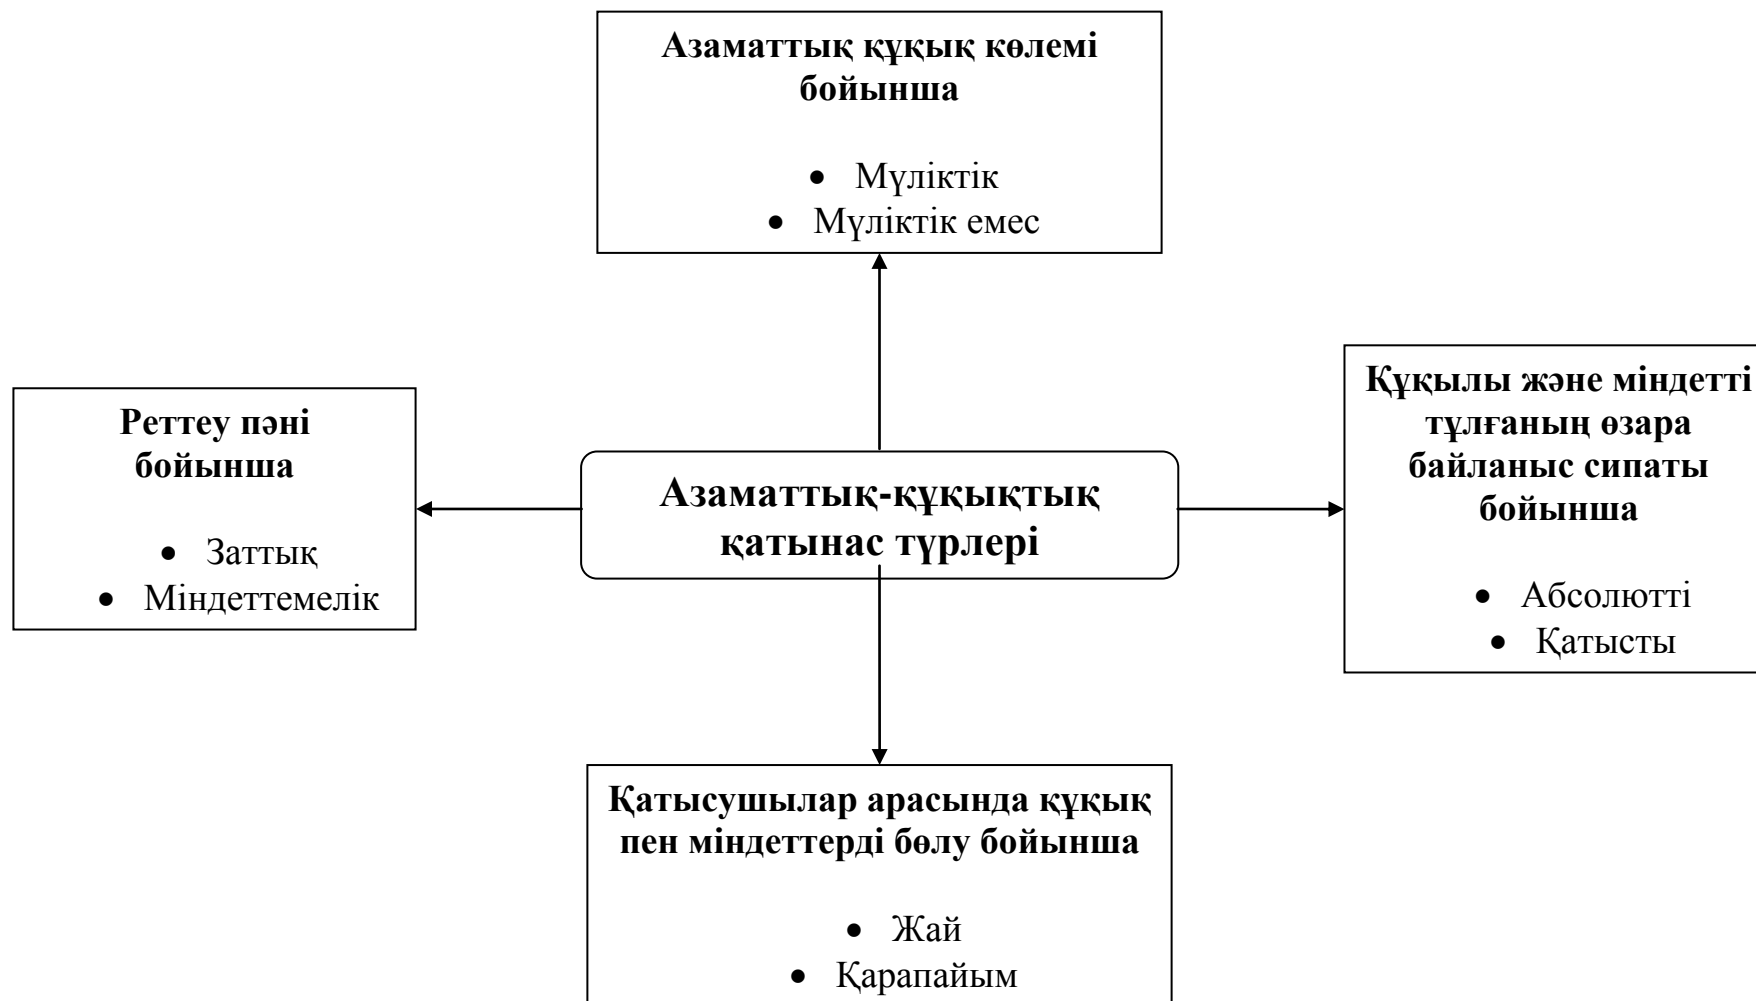 Азаматтық құқық көлемі
бойынша
• Мүліктік
• Мүліктік емес
Реттеу пәні
бойынша
• Заттық
• Міндеттемелік
Азаматтық-құқықтық
қатынас түрлері
Құқылы және міндетті
тұлғаның өзара
байланыс сипаты
бойынша
• Абсолютті
• Қатысты
Қатысушылар арасында құқық
пен міндеттерді бөлу бойынша
• Жай
• Қарапайым